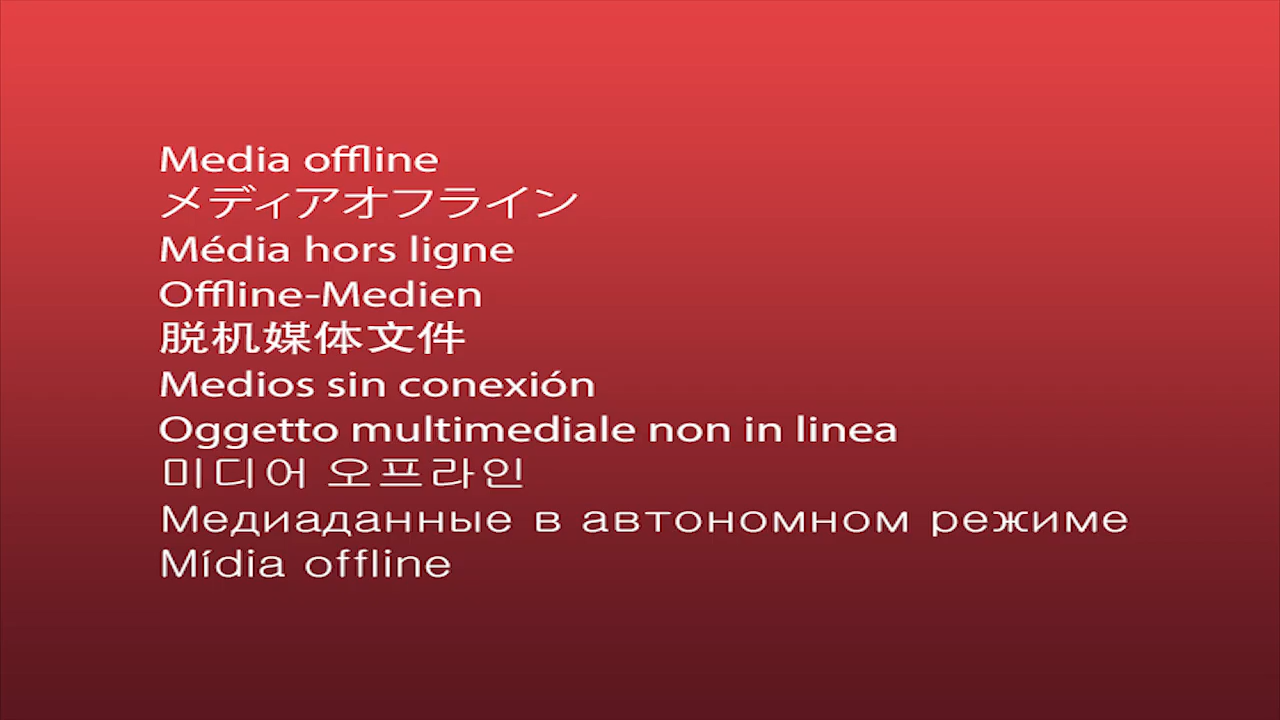 Media offline
メディアオフライン
Média hors ligne
Offline-Medien
脱机媒体文件
Medios sin conexión
Oggetto multimediale non in linea
미디어 오프라인
Медиаданные в автономном режиме
Mídia offline